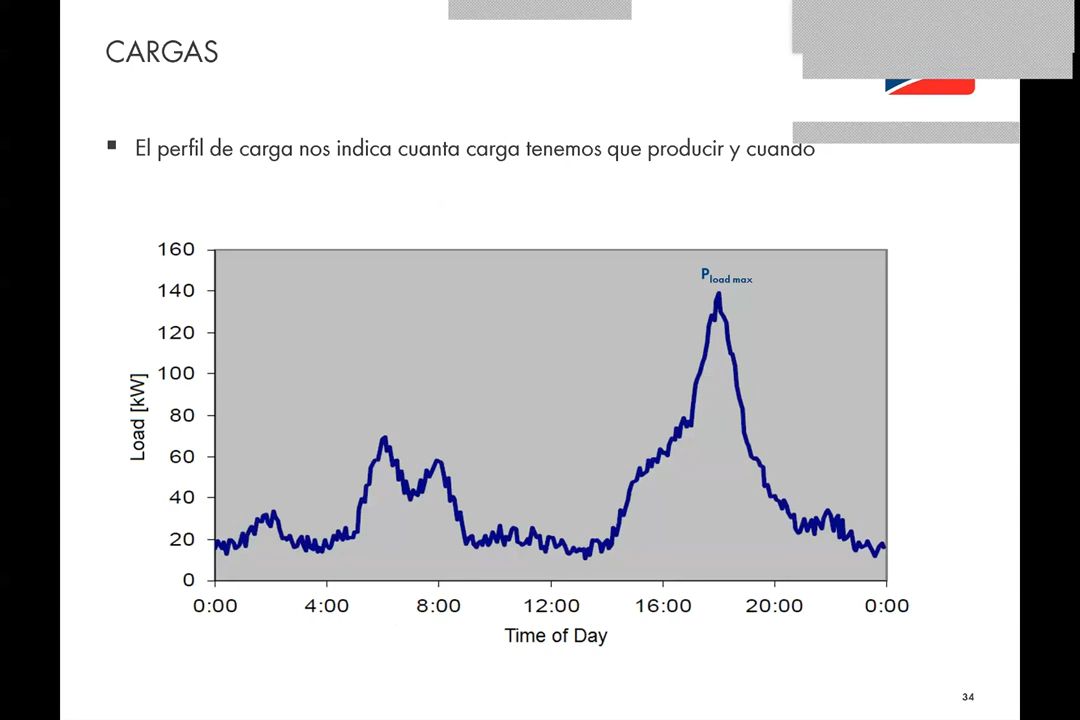 CARGAS
▪ El perfil de carga nos indica cuanta carga tenemos que producir y cuando
160
140
120
100
80
60
40
20
0
Load [kW]
Pload max
0:00 4:00 8:00 12:00 16:00 20:00 0:00
Time of Day
34